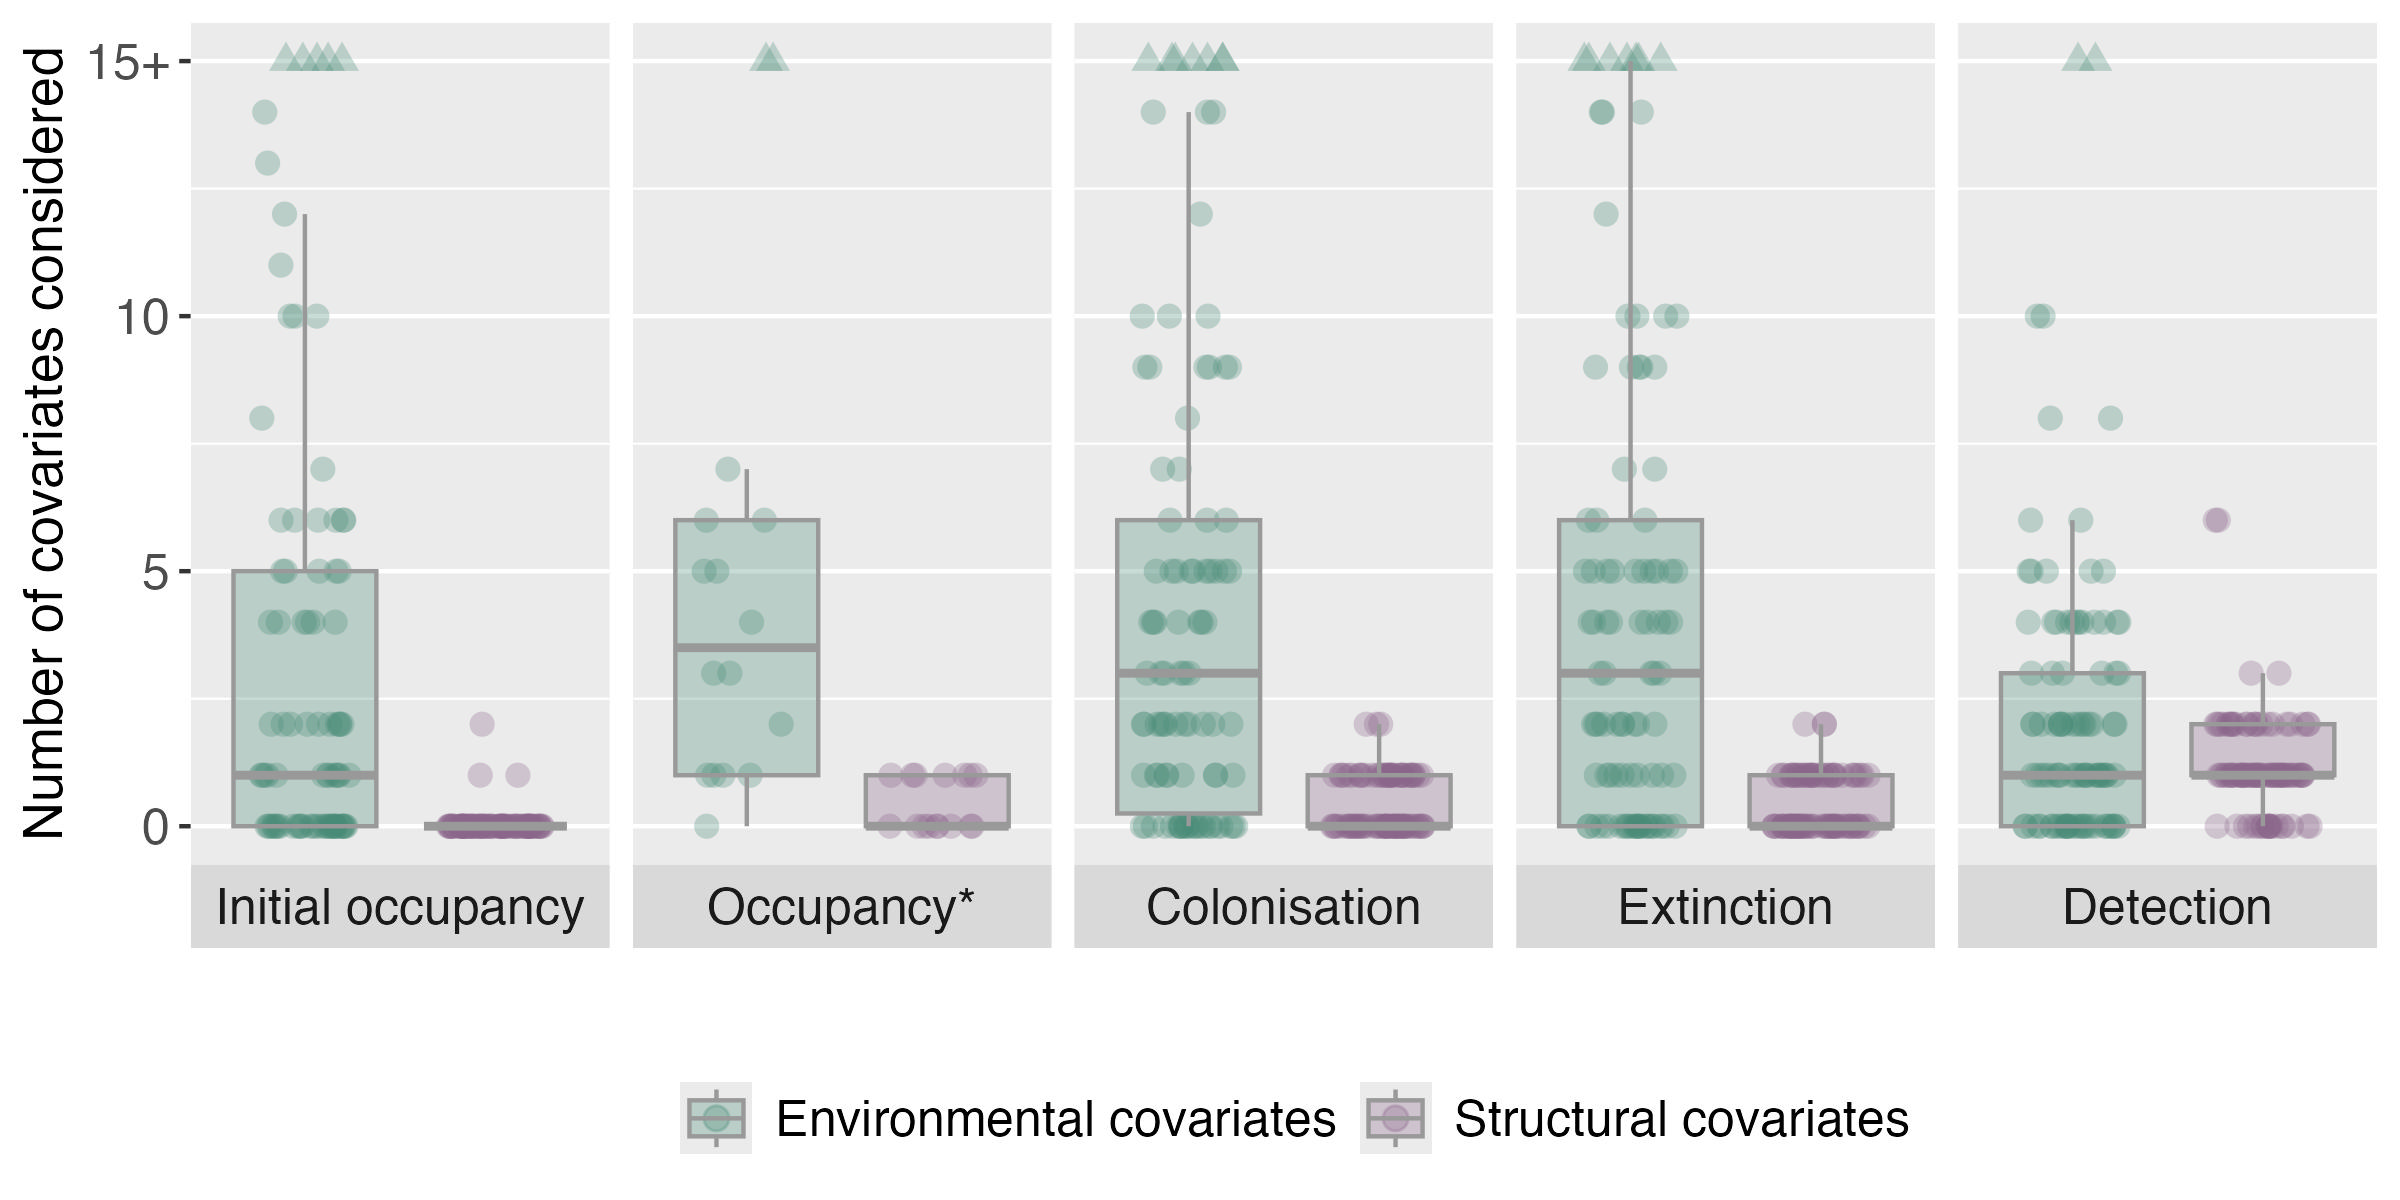 Number of covariates considered
15+
10
5
0
Initial occupancy
Occupancy*
Colonisation
Extinction
Detection
Environmental covariates
Structural covariates